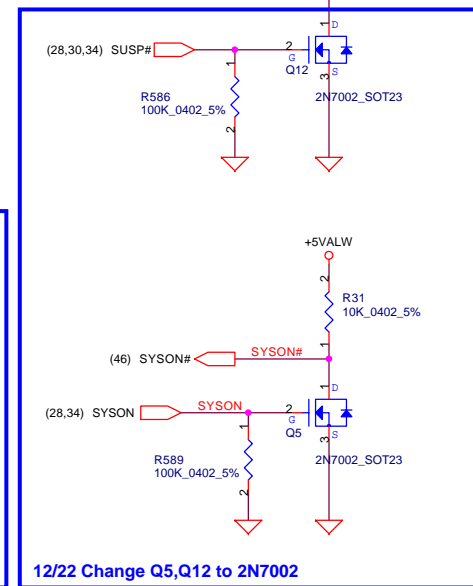 1 D
(28,30,34) SUSP# 2
G
Q12
S
3
2N7002_SOT23
1
R586
100K_0402_5%
2
+5VALW
2
R31
10K_0402_5%
1
(46) SYSON# SYSON#
1 D
(28,34) SYSON SYSON 2
G
Q5
S
3
2N7002_SOT23
1
R589
100K_0402_5%
2
12/22 Change Q5,Q12 to 2N7002